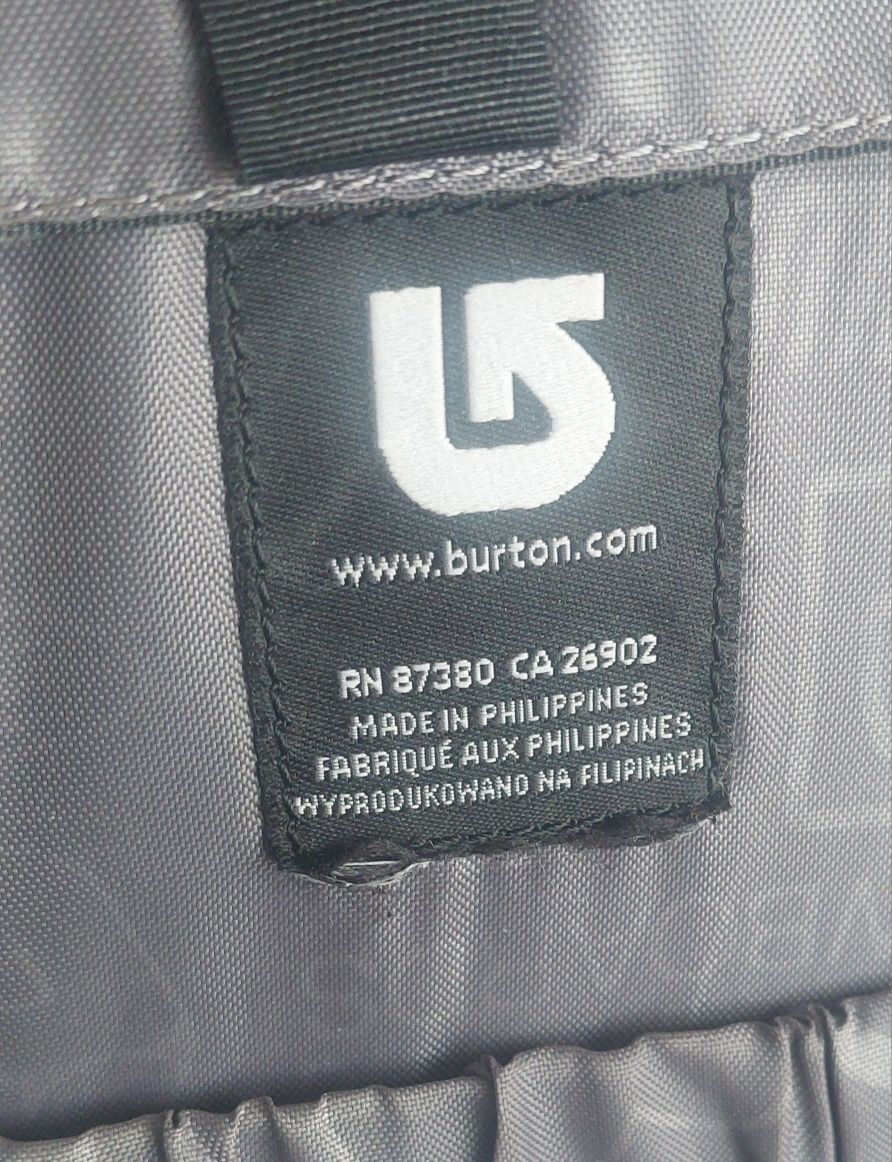 www.burton.com
RN 87380 CA 26902
MADE IN PHILIPPINES
FABRIQUÉ AUX PHILIPPINES
WYPRODUKOWANO NA FILIPINACH